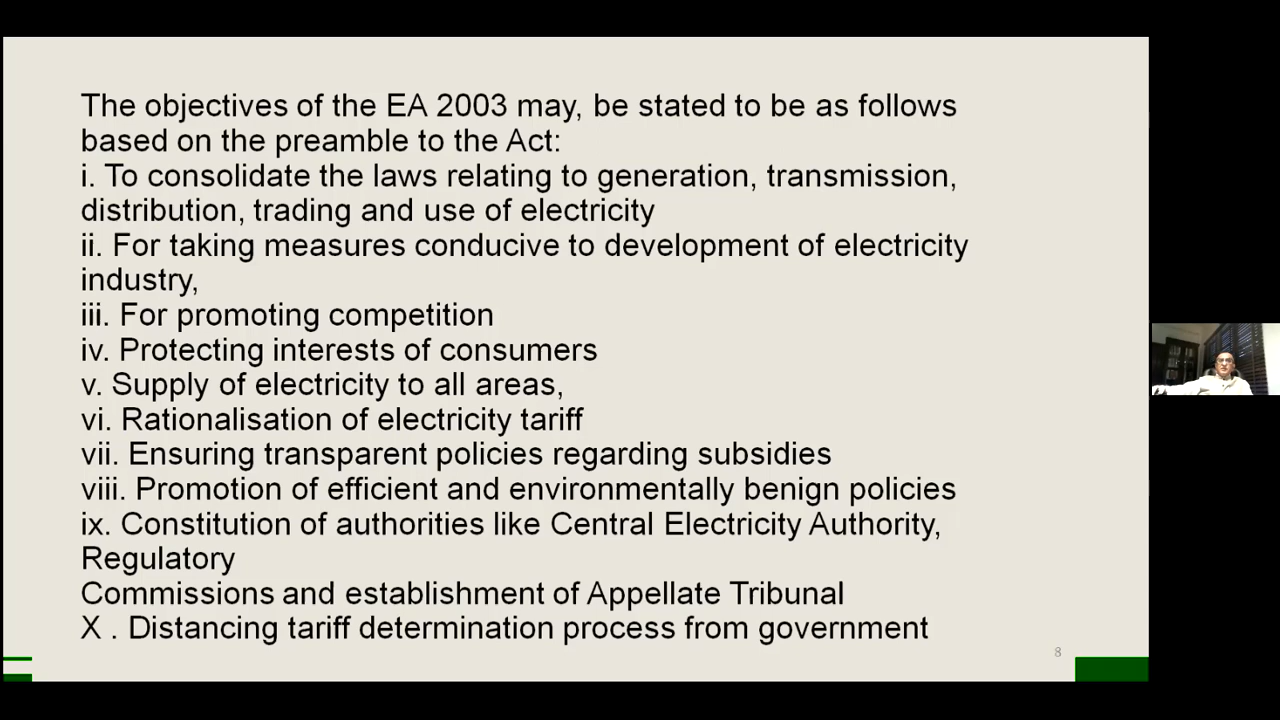 The objectives of the EA 2003 may, be stated to be as follows
based on the preamble to the Act:
i. To consolidate the laws relating to generation, transmission,
distribution, trading and use of electricity
ii. For taking measures conducive to development of electricity
industry,
iii. For promoting competition
iv. Protecting interests of consumers
v. Supply of electricity to all areas,
vi. Rationalisation of electricity tariff
vii. Ensuring transparent policies regarding subsidies
viii. Promotion of efficient and environmentally benign policies
ix. Constitution of authorities like Central Electricity Authority,
Regulatory
Commissions and establishment of Appellate Tribunal
X . Distancing tariff determination process from government
8